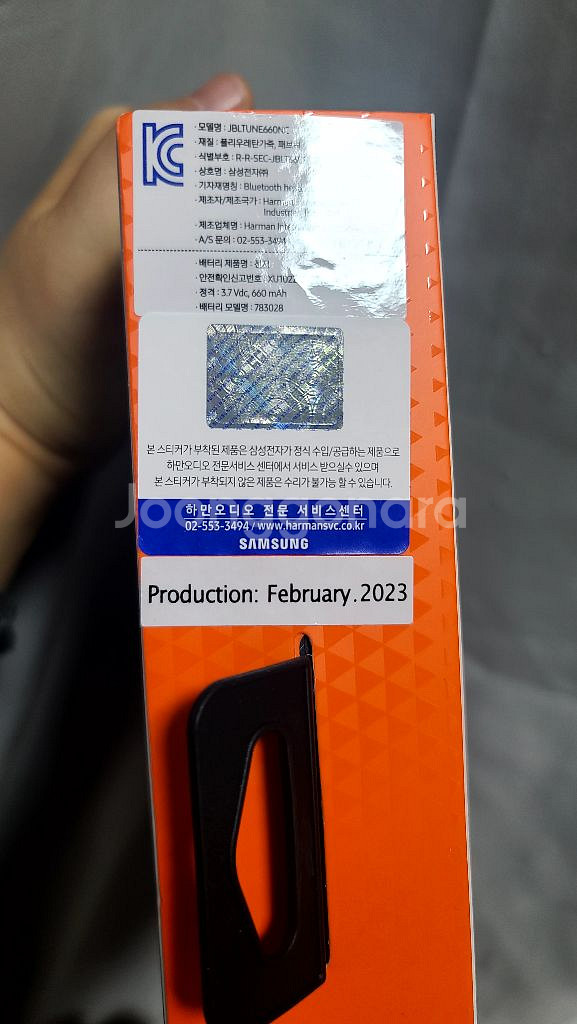 · 모델명 : JBLTUNE660NC
· 재질 : 폴리우레탄가죽, 패브릭
· 식별부호 : R-R-SEC-JBLT66
· 상호명 : 삼성전자㈜
· 기자재명칭 : Bluetooth
· 제조자/제조국가 : Harman
Industries,
· 제조업체명 : Harman
· A/S 문의 : 02-553-3494
· 배터리 제품명 : 전지
· 안전확인신고번호 : XU1022
· 정격 : 3.7 Vdc, 660 mAh
· 배터리 모델명 : 783028
본 스티커가 부착된 제품은 삼성전자가 정식 수입/공급하는 제품으로
하만오디오 전문서비스 센터에서 서비스 받으실수 있으며
본 스티커가 부착되지 않은 제품은 수리가 불가능 할 수 있습니다.
Joonggonara
하만오디오 전문 서비스센터
02-553-3494 / www.harmansvc.co.kr
SAMSUNG
Production: February.2023